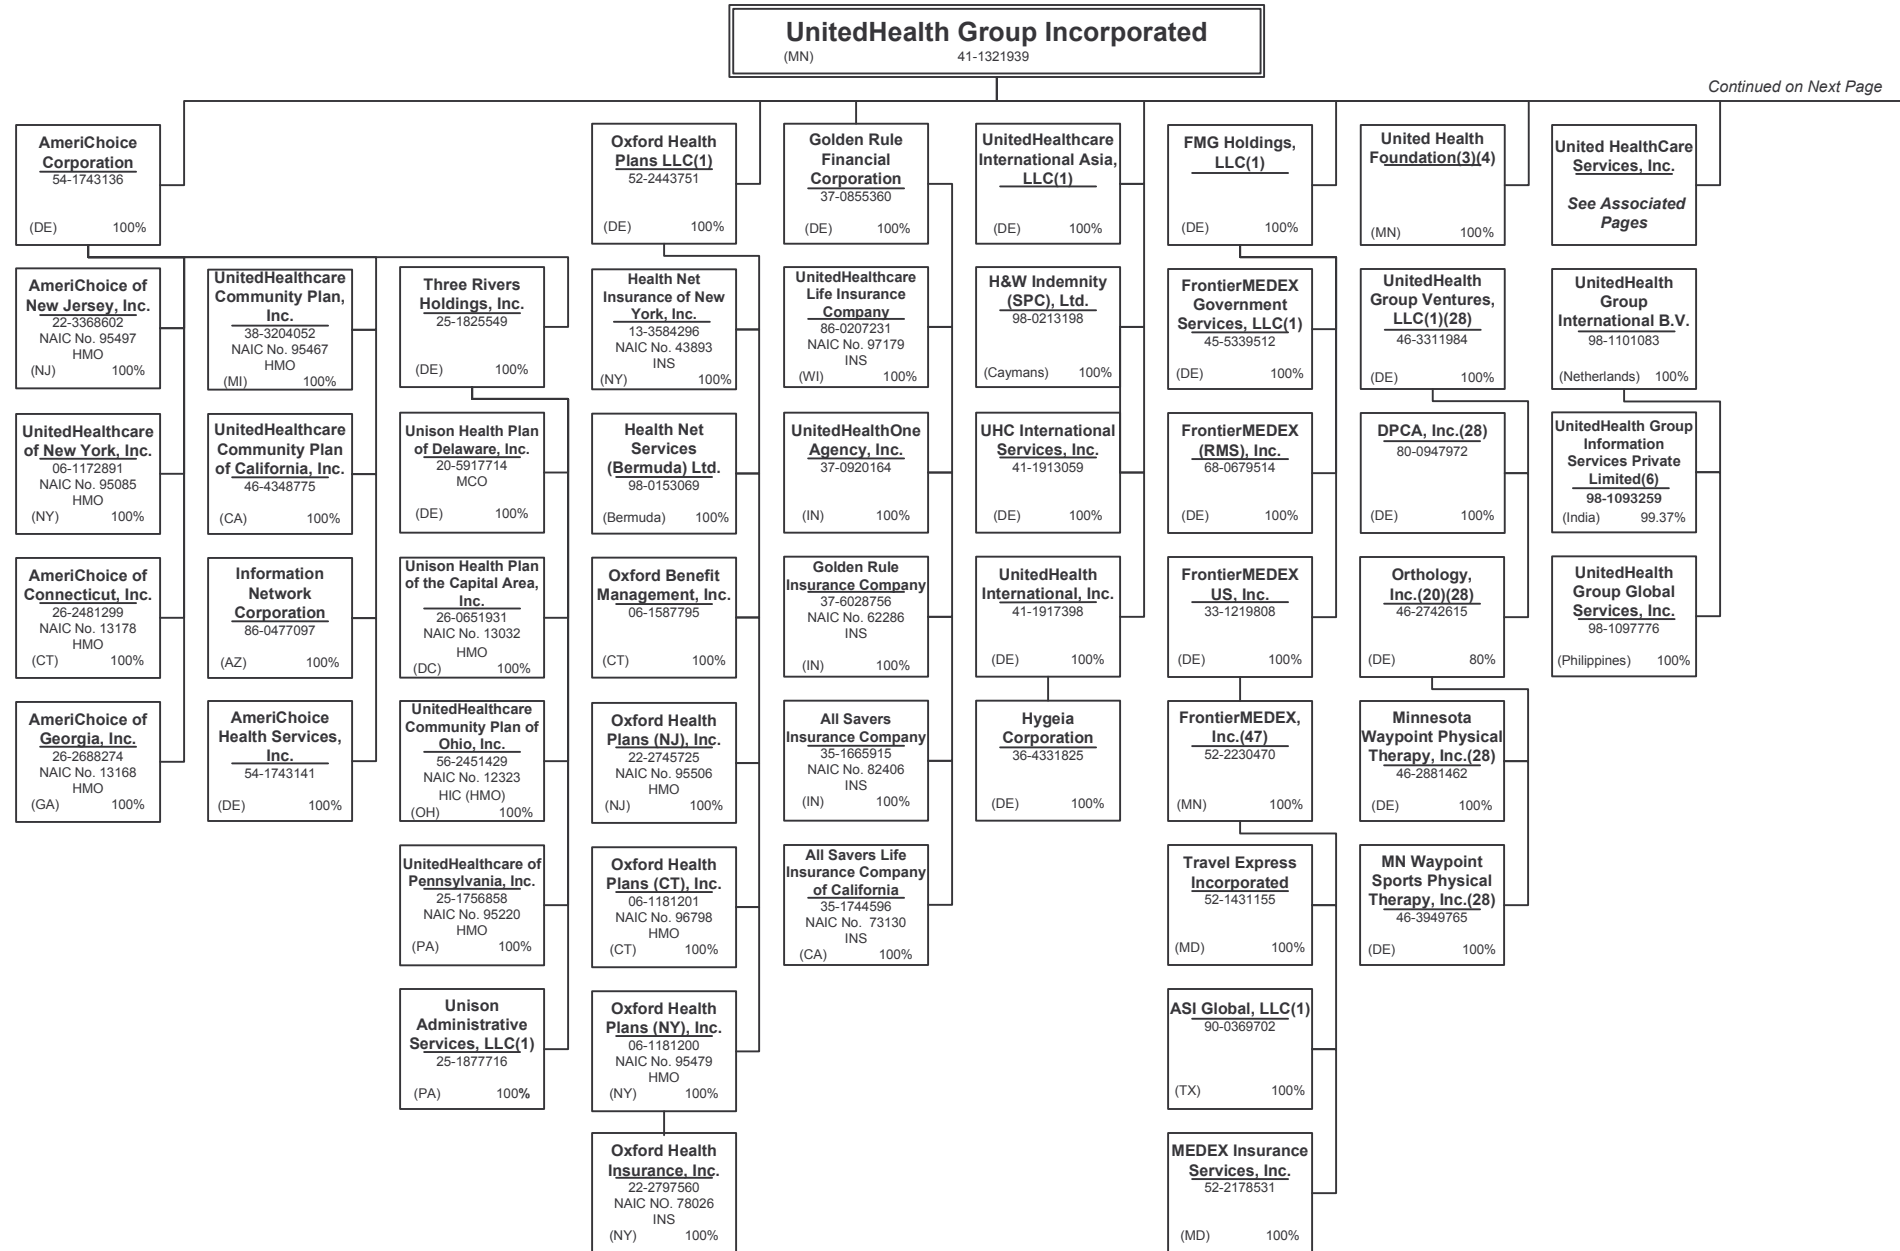 UnitedHealth Group Incorporated
(MN) 41-1321939
Continued on Next Page
AmeriChoice
Corporation
54-1743136
(DE) 100%
Oxford Health
Plans LLC(1)
52-2443751
(DE) 100%
Golden Rule
Financial
Corporation
37-0855360
(DE) 100%
UnitedHealthcare
International Asia,
LLC(1)
(DE) 100%
FMG Holdings,
LLC(1)
(DE) 100%
United Health
Foundation(3)(4)
(MN) 100%
United HealthCare
Services, Inc.
See Associated
Pages
AmeriChoice of
New Jersey, Inc.
22-3368602
NAIC No. 95497
HMO
(NJ) 100%
UnitedHealthcare
Community Plan,
Inc.
38-3204052
NAIC No. 95467
HMO
(MI) 100%
Three Rivers
Holdings, Inc.
25-1825549
(DE) 100%
Health Net
Insurance of New
York, Inc.
13-3584296
NAIC No. 43893
INS
(NY) 100%
UnitedHealthcare
Life Insurance
Company
86-0207231
NAIC No. 97179
INS
(WI) 100%
H&W Indemnity
(SPC), Ltd.
98-0213198
(Caymans) 100%
FrontierMEDEX
Government
Services, LLC(1)
45-5339512
(DE) 100%
UnitedHealth
Group Ventures,
LLC(1)(28)
46-3311984
(DE) 100%
UnitedHealth
Group
International B.V.
98-1101083
(Netherlands) 100%
UnitedHealthcare
of New York, Inc.
06-1172891
NAIC No. 95085
HMO
(NY) 100%
UnitedHealthcare
Community Plan
of California, Inc.
46-4348775
(CA) 100%
Unison Health Plan
of Delaware, Inc.
20-5917714
MCO
(DE) 100%
Health Net
Services
(Bermuda) Ltd.
98-0153069
(Bermuda) 100%
UnitedHealthOne
Agency, Inc.
37-0920164
(IN) 100%
UHC International
Services, Inc.
41-1913059
(DE) 100%
FrontierMEDEX
(RMS), Inc.
68-0679514
(DE) 100%
DPCA, Inc.(28)
80-0947972
(DE) 100%
UnitedHealth Group
Information
Services Private
Limited(6)
98-1093259
(India) 99.37%
AmeriChoice of
Connecticut, Inc.
26-2481299
NAIC No. 13178
HMO
(CT) 100%
Information
Network
Corporation
86-0477097
(AZ) 100%
Unison Health Plan
of the Capital Area,
Inc.
26-0651931
NAIC No. 13032
HMO
(DC) 100%
Oxford Benefit
Management, Inc.
06-1587795
(CT) 100%
Golden Rule
Insurance Company
37-6028756
NAIC No. 62286
INS
(IN) 100%
UnitedHealth
International, Inc.
41-1917398
(DE) 100%
FrontierMEDEX
US, Inc.
33-1219808
(DE) 100%
Orthology,
Inc.(20)(28)
46-2742615
(DE) 80%
UnitedHealth
Group Global
Services, Inc.
98-1097776
(Philippines) 100%
AmeriChoice of
Georgia, Inc.
26-2688274
NAIC No. 13168
HMO
(GA) 100%
AmeriChoice
Health Services,
Inc.
54-1743141
(DE) 100%
UnitedHealthcare
Community Plan of
Ohio, Inc.
56-2451429
NAIC No. 12323
HIC (HMO)
(OH) 100%
Oxford Health
Plans (NJ), Inc.
22-2745725
NAIC No. 95506
HMO
(NJ) 100%
All Savers
Insurance Company
35-1665915
NAIC No. 82406
INS
(IN) 100%
Hygeia
Corporation
36-4331825
(DE) 100%
FrontierMEDEX,
Inc.(47)
52-2230470
(MN) 100%
Minnesota
Waypoint Physical
Therapy, Inc.(28)
46-2881462
(DE) 100%
UnitedHealthcare of
Pennsylvania, Inc.
25-1756858
NAIC No. 95220
HMO
(PA) 100%
Oxford Health
Plans (CT), Inc.
06-1181201
NAIC No. 96798
HMO
(CT) 100%
All Savers Life
Insurance Company
of California
35-1744596
NAIC No. 73130
INS
(CA) 100%
Travel Express
Incorporated
52-1431155
(MD) 100%
MN Waypoint
Sports Physical
Therapy, Inc.(28)
46-3949765
(DE) 100%
Unison
Administrative
Services, LLC(1)
25-1877716
(PA) 100%
Oxford Health
Plans (NY), Inc.
06-1181200
NAIC No. 95479
HMO
(NY) 100%
ASI Global, LLC(1)
90-0369702
(TX) 100%
Oxford Health
Insurance, Inc.
22-2797560
NAIC NO. 78026
INS
(NY) 100%
MEDEX Insurance
Services, Inc.
52-2178531
(MD) 100%